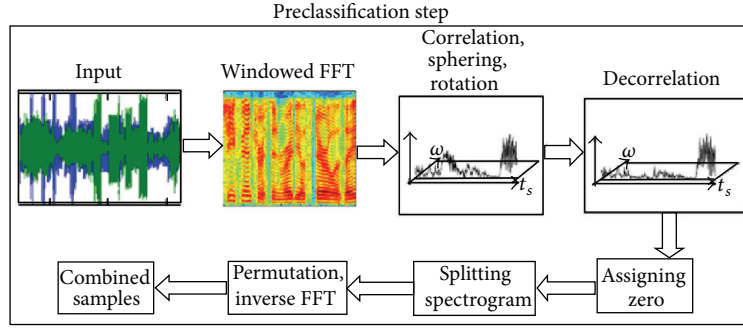 Preclassification step
Input
Windowed FFT
Correlation,
sphering,
rotation
Decorrelation
ω
t_s
ω
t_s
Assigning
zero
Splitting
spectrogram
Permutation,
inverse FFT
Combined
samples